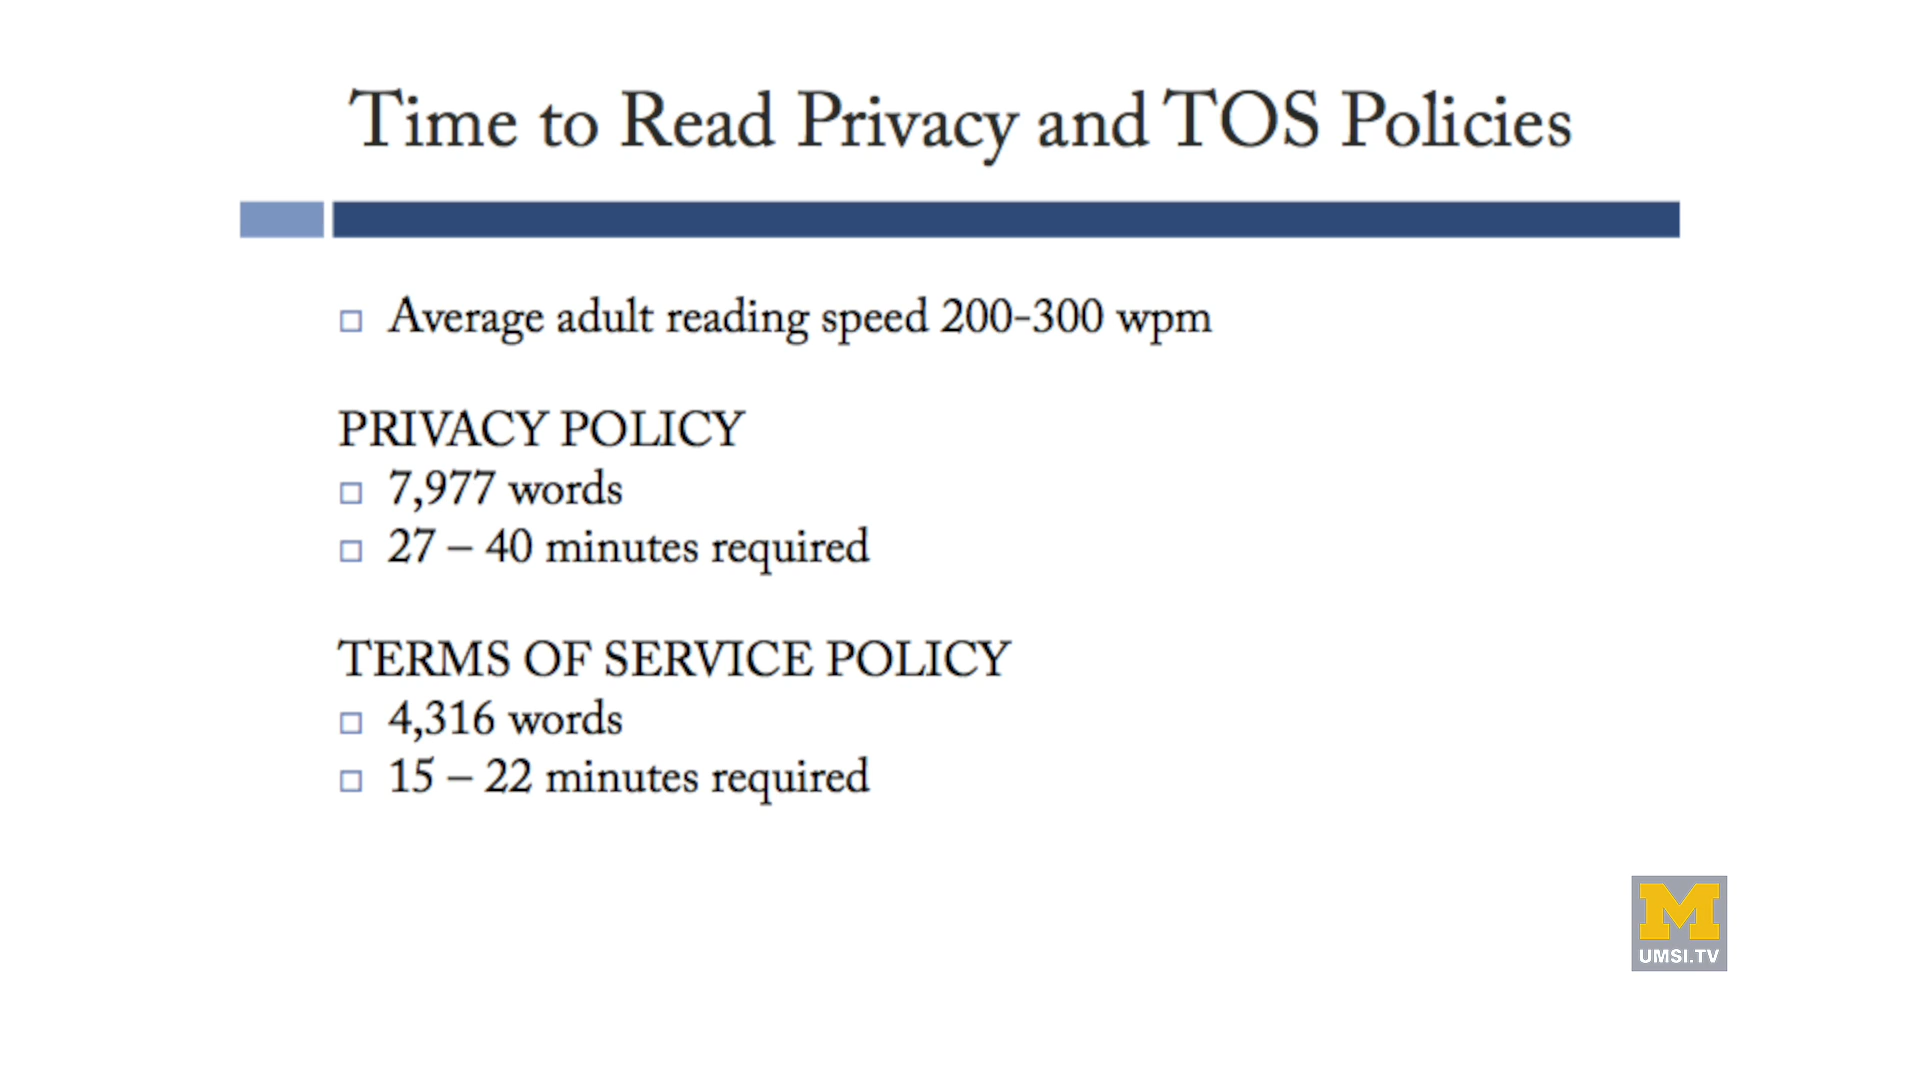 Time to Read Privacy and TOS Policies
Average adult reading speed 200-300 wpm
PRIVACY POLICY
7,977 words
27 – 40 minutes required
TERMS OF SERVICE POLICY
4,316 words
15 – 22 minutes required
M
UMSI.TV